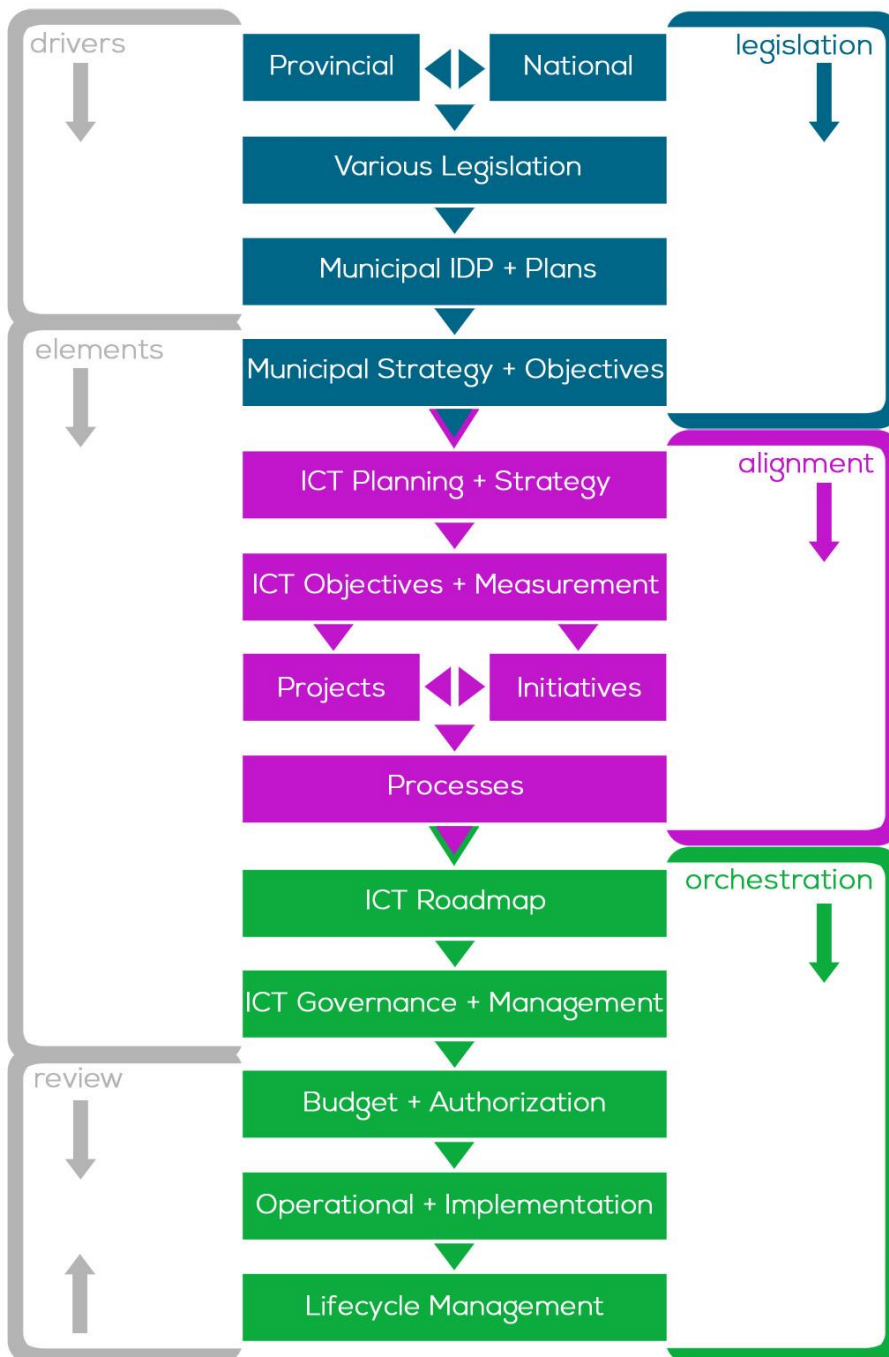 drivers
legislation
Provincial
National
Various Legislation
Municipal IDP + Plans
elements
Municipal Strategy + Objectives
alignment
ICT Planning + Strategy
ICT Objectives + Measurement
Projects
Initiatives
Processes
orchestration
ICT Roadmap
ICT Governance + Management
review
Budget + Authorization
Operational + Implementation
Lifecycle Management